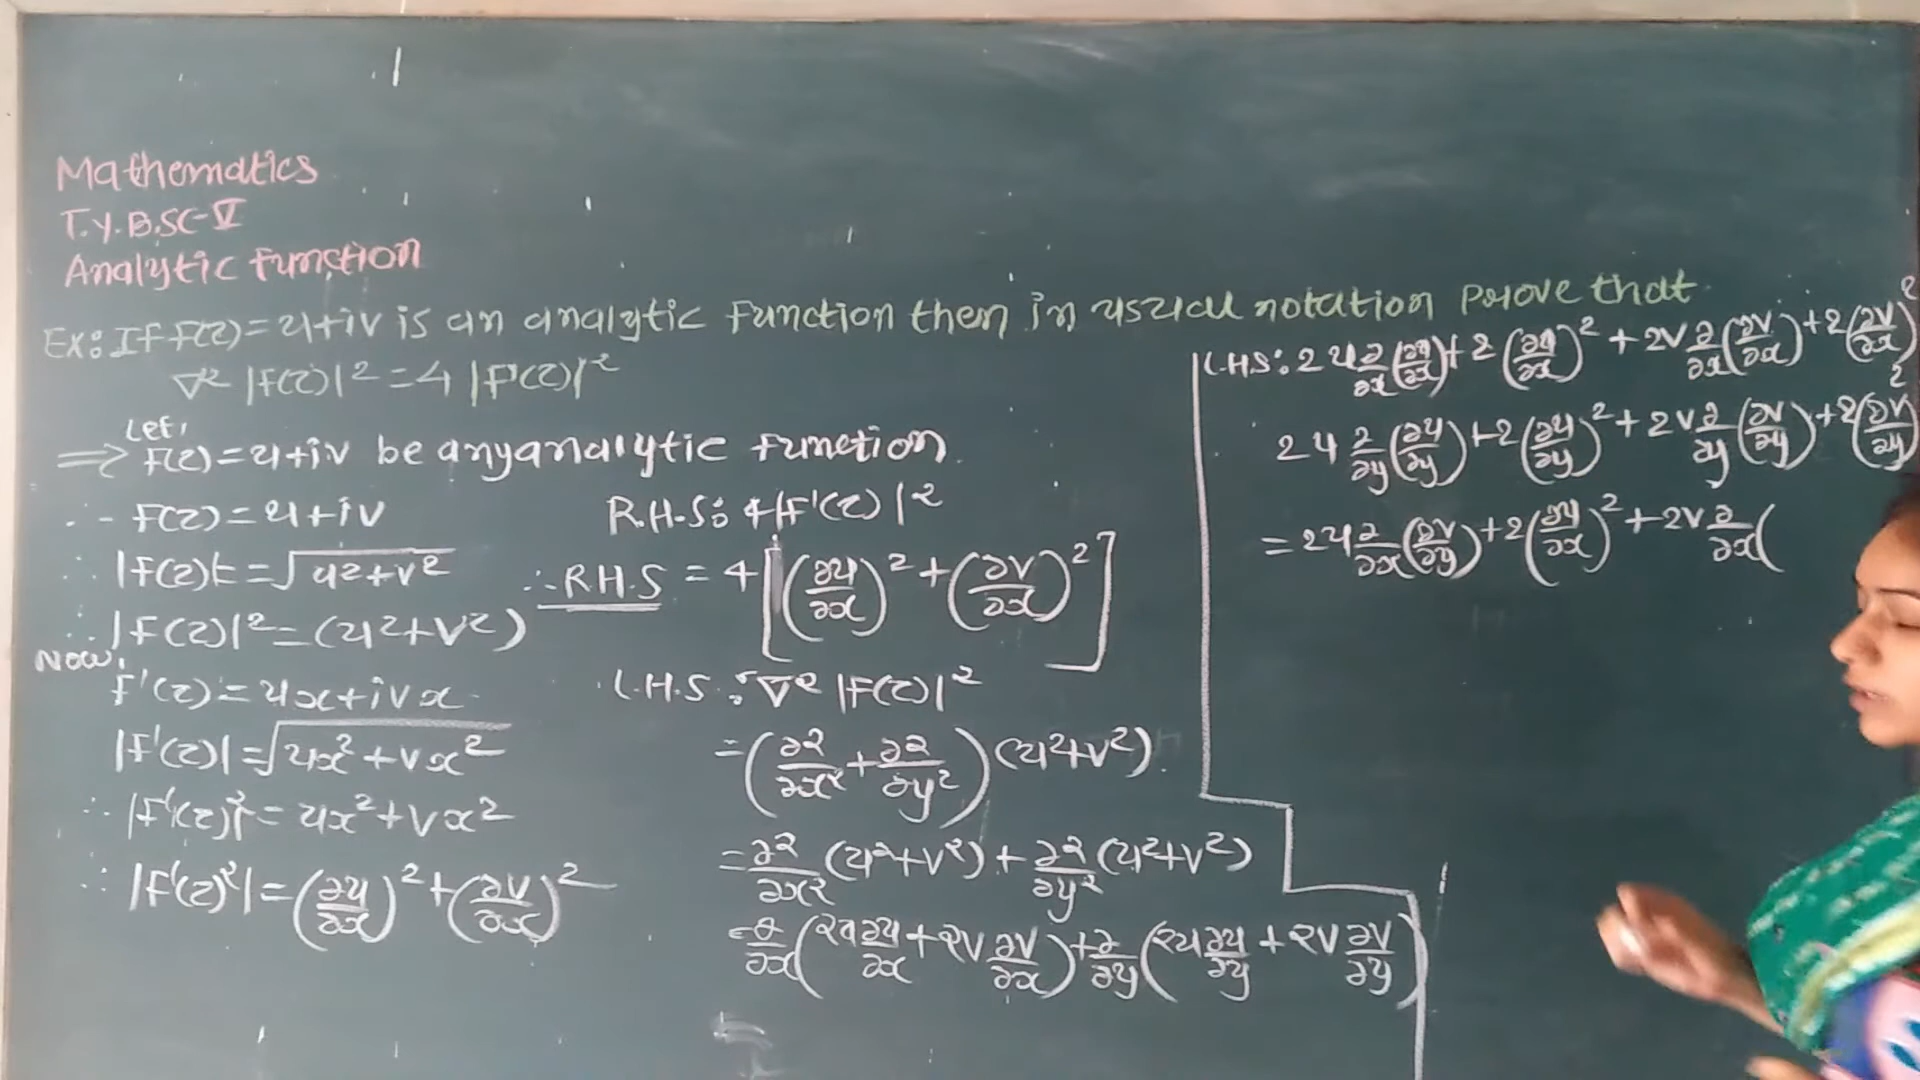 Mathematics
T.Y.B.SC-V
Analytic Function
Ex: If F(z)=u+iv is an analytic function then in usual notation prove that
∇² |F(z)|² = 4 |F'(z)|²
Let,
⇒ F(z)=u+iv be any analytic function
∴ F(z)=u+iv
∴ |F(z)| = √(u²+v²)
∴ |F(z)|² = (u²+v²)
Now,
F'(z) = ux+ivx
|F'(z)| = √(ux²+vx²)
∴ |F'(z)|² = ux²+vx²
∴ |F'(z)²| = (∂u/∂x)² + (∂v/∂x)²
R.H.S: 4|F'(z)|²
∴ R.H.S = 4[(∂u/∂x)² + (∂v/∂x)²]
L.H.S: ∇² |F(z)|²
= (∂²/∂x² + ∂²/∂y²) (u²+v²)
= ∂²/∂x² (u²+v²) + ∂²/∂y² (u²+v²)
= ∂/∂x (2u ∂u/∂x + 2v ∂v/∂x) + ∂/∂y (2u ∂u/∂y + 2v ∂v/∂y)
L.H.S: 2u ∂/∂x (∂u/∂x) + 2 (∂u/∂x)² + 2v ∂/∂x (∂v/∂x) + 2 (∂v/∂x)²
2u ∂/∂y (∂u/∂y) + 2 (∂u/∂y)² + 2v ∂/∂y (∂v/∂y) + 2 (∂v/∂y)²
= 2u ∂/∂x (∂v/∂y) + 2 (∂u/∂x)² + 2v ∂/∂x (